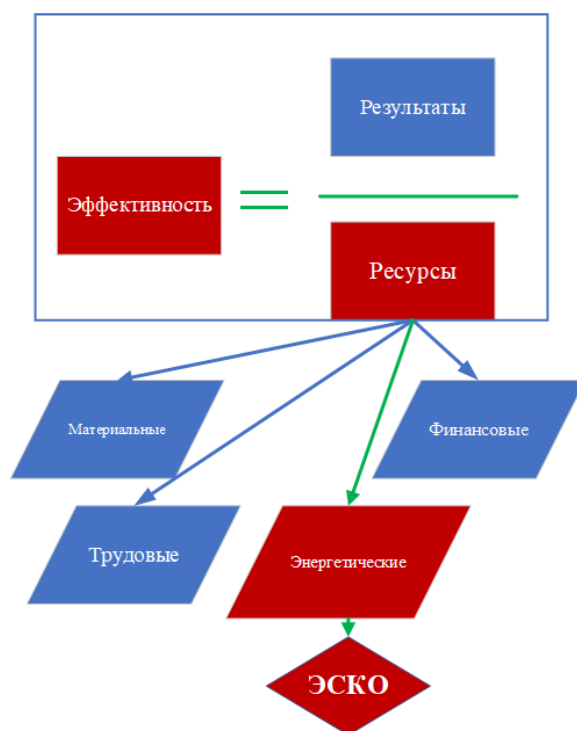 Результаты
Эффективность
=
Ресурсы
Материальные
Финансовые
Трудовые
Энергетические
ЭСКО